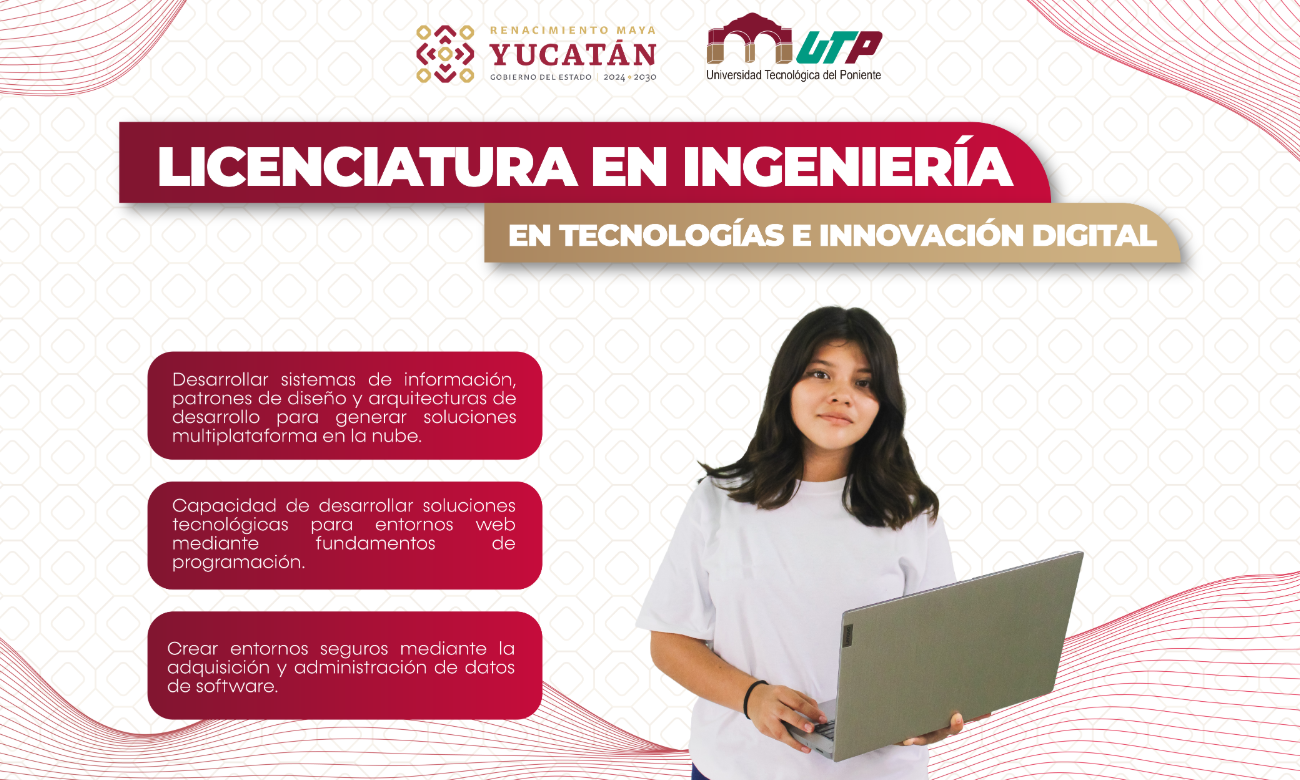 RENACIMIENTO MAYA
YUCATÁN
GOBIERNO DEL ESTADO | 2024 • 2030
UTP
Universidad Tecnológica del Poniente
LICENCIATURA EN INGENIERÍA
EN TECNOLOGÍAS E INNOVACIÓN DIGITAL
Desarrollar sistemas de información,
patrones de diseño y arquitecturas de
desarrollo para generar soluciones
multiplataforma en la nube.
Capacidad de desarrollar soluciones
tecnológicas para entornos web
mediante fundamentos de
programación.
Crear entornos seguros mediante la
adquisición y administración de datos
de software.